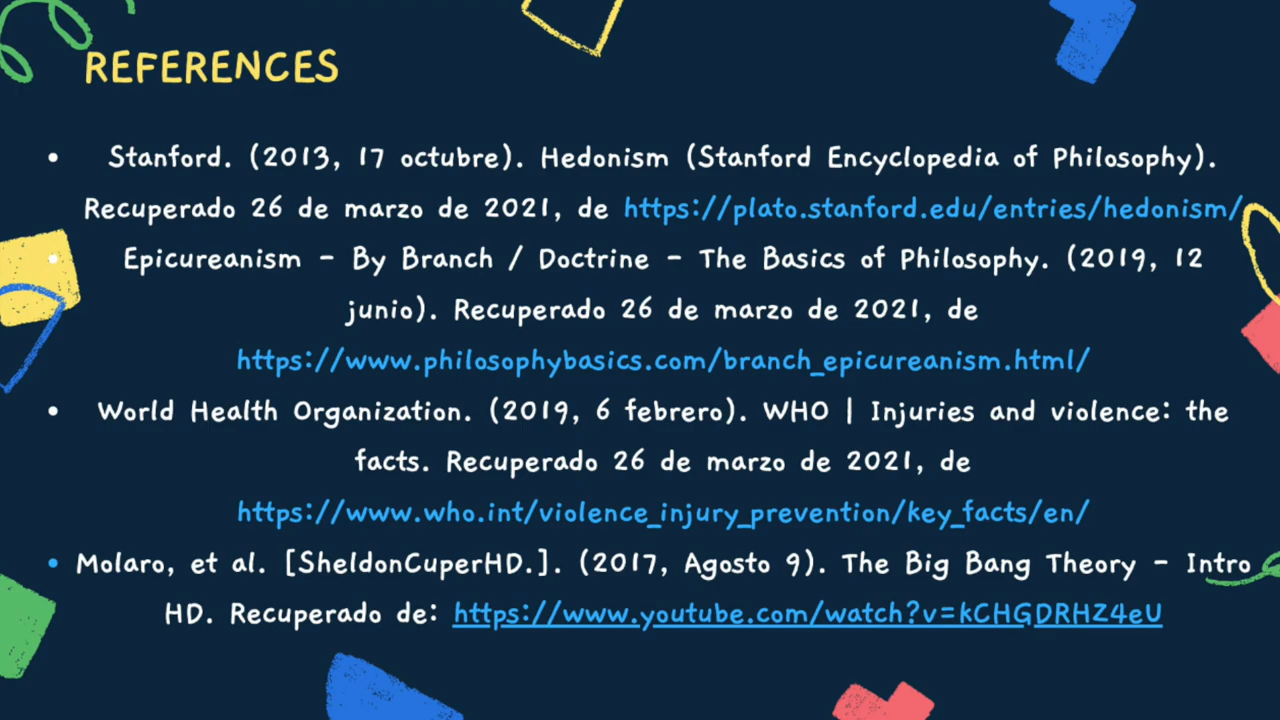 REFERENCES
• Stanford. (2013, 17 octubre). Hedonism (Stanford Encyclopedia of Philosophy).
Recuperado 26 de marzo de 2021, de https://plato.stanford.edu/entries/hedonism/
• Epicureanism - By Branch / Doctrine - The Basics of Philosophy. (2019, 12
junio). Recuperado 26 de marzo de 2021, de
https://www.philosophybasics.com/branch_epicureanism.html/
• World Health Organization. (2019, 6 febrero). WHO | Injuries and violence: the
facts. Recuperado 26 de marzo de 2021, de
https://www.who.int/violence_injury_prevention/key_facts/en/
• Molaro, et al. [SheldonCuperHD.]. (2017, Agosto 9). The Big Bang Theory - Intro
HD. Recuperado de: https://www.youtube.com/watch?v=kCHGDRHZ4eU